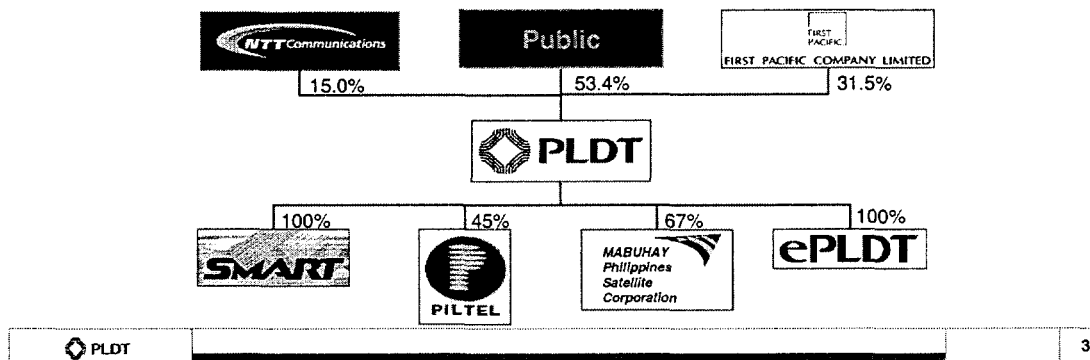 NTT Communications
Public
FIRST PACIFIC
FIRST PACIFIC COMPANY LIMITED
15.0%
53.4%
31.5%
PLDT
100%
45%
67%
100%
SMART
PILTEL
MABUHAY
Philippines
Satellite
Corporation
ePLDT
PLDT
3